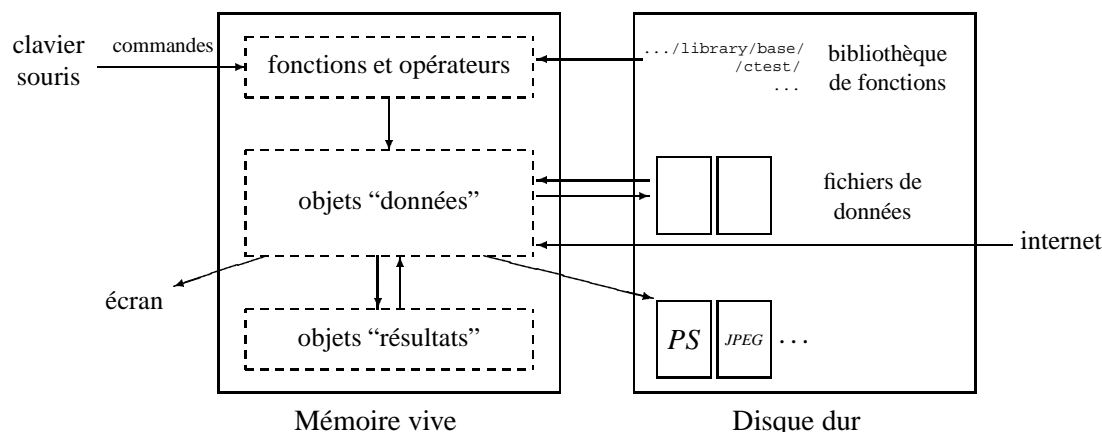 clavier
souris
commandes
fonctions et opérateurs
.../library/base/
/ctest/
...
bibliothèque
de fonctions
objets “données”
fichiers de
données
internet
écran
objets “résultats”
PS
JPEG
...
Mémoire vive
Disque dur